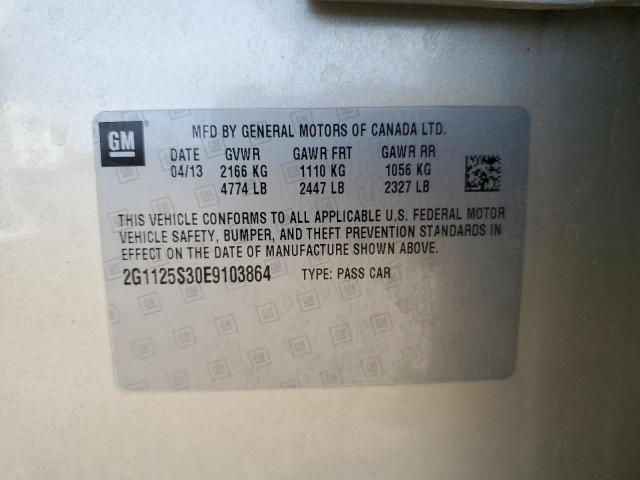 GM
MFD BY GENERAL MOTORS OF CANADA LTD.
DATE GVWR GAWR FRT GAWR RR
04/13 2166 KG 1110 KG 1056 KG
4774 LB 2447 LB 2327 LB
THIS VEHICLE CONFORMS TO ALL APPLICABLE U.S. FEDERAL MOTOR
VEHICLE SAFETY, BUMPER, AND THEFT PREVENTION STANDARDS IN
EFFECT ON THE DATE OF MANUFACTURE SHOWN ABOVE.
2G1125S30E9103864 TYPE: PASS CAR